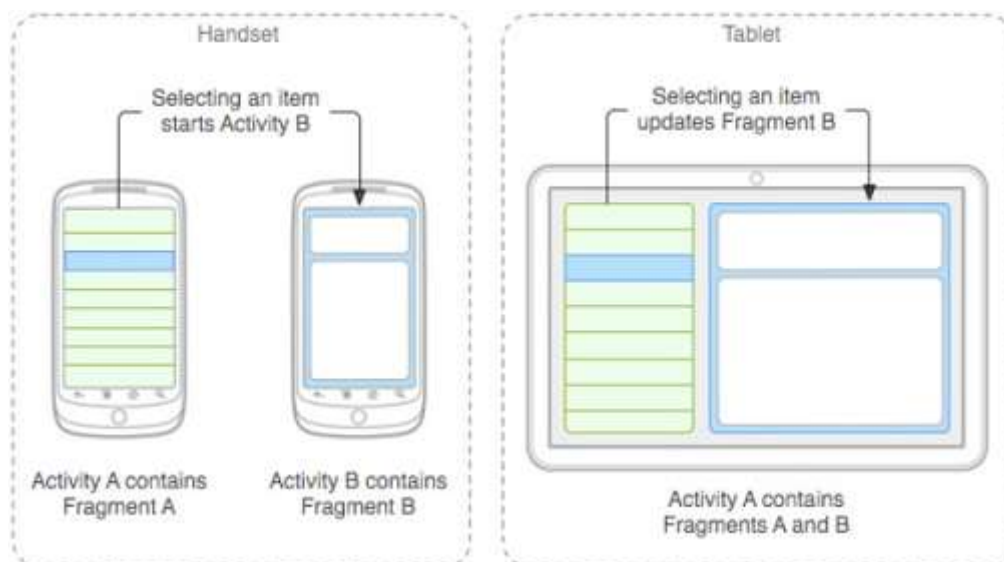 Handset
Selecting an item
starts Activity B
Activity A contains
Fragment A
Activity B contains
Fragment B
Tablet
Selecting an item
updates Fragment B
Activity A contains
Fragments A and B